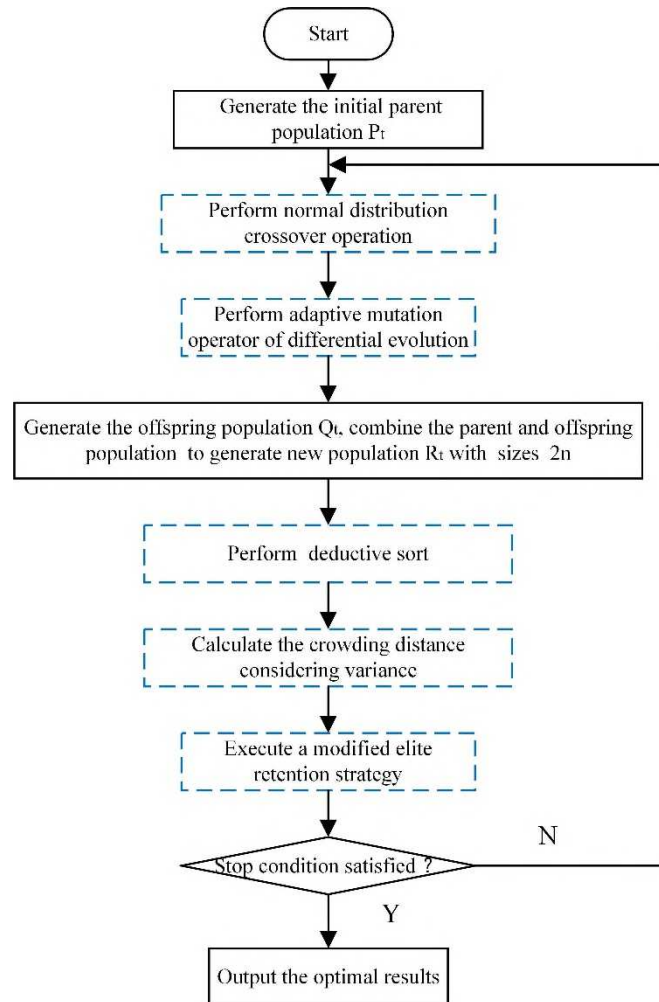 Start
Generate the initial parent
population Pt
Perform normal distribution
crossover operation
Perform adaptive mutation
operator of differential evolution
Generate the offspring population Qt, combine the parent and offspring
population to generate new population Rt with sizes 2n
Perform deductive sort
Calculate the crowding distance
considering variance
Execute a modified elite
retention strategy
Stop condition satisfied ?
N
Y
Output the optimal results